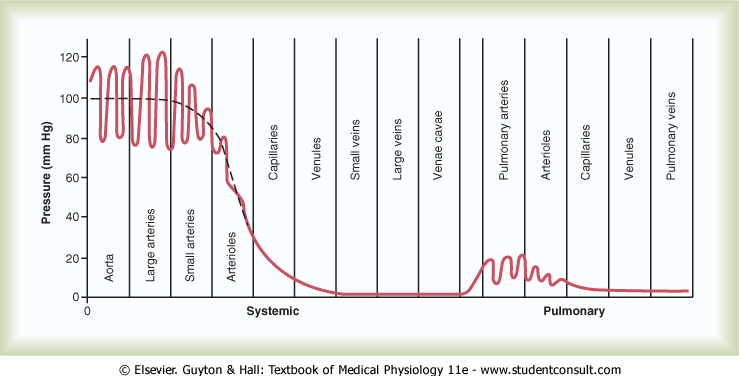 Pressure (mm Hg)
120
100
80
60
40
20
0
0
Aorta
Large arteries
Small arteries
Arterioles
Capillaries
Venules
Small veins
Large veins
Venae cavae
Pulmonary arteries
Arterioles
Capillaries
Venules
Pulmonary veins
Systemic
Pulmonary
© Elsevier. Guyton & Hall: Textbook of Medical Physiology 11e - www.studentconsult.com